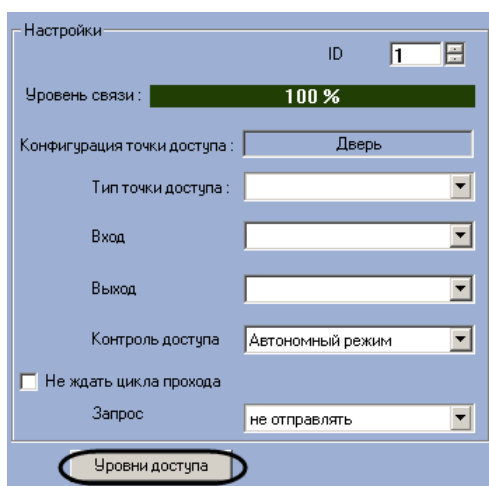 Настройки
ID 1
Уровень связи : 100 %
Конфигурация точки доступа : Дверь
Тип точки доступа :
Вход
Выход
Контроль доступа Автономный режим
Не ждать цикла прохода
Запрос не отправлять
Уровни доступа